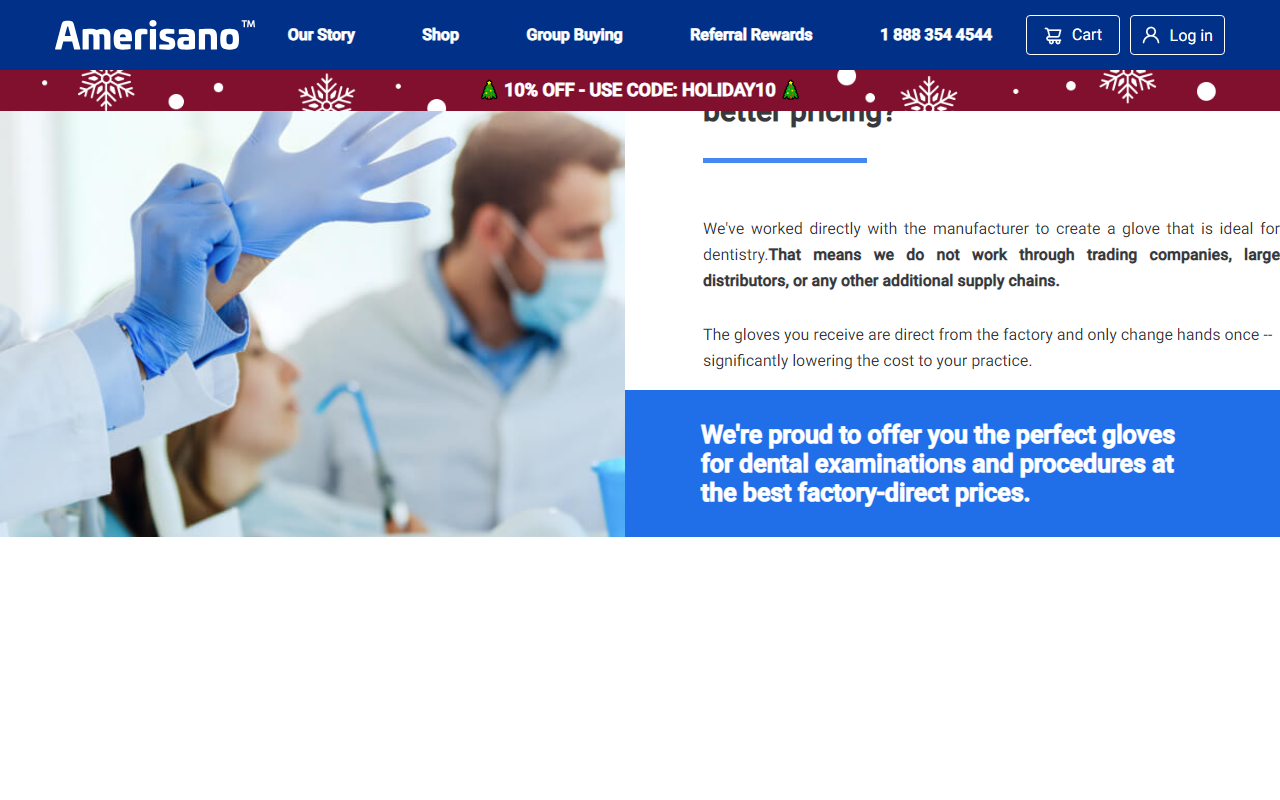 Amerisano™
Our Story
Shop
Group Buying
Referral Rewards
1 888 354 4544
Cart
Log in
🎄 10% OFF - USE CODE: HOLIDAY10 🎄
better pricing?
We've worked directly with the manufacturer to create a glove that is ideal for
dentistry.That means we do not work through trading companies, large
distributors, or any other additional supply chains.
The gloves you receive are direct from the factory and only change hands once --
significantly lowering the cost to your practice.
We're proud to offer you the perfect gloves
for dental examinations and procedures at
the best factory-direct prices.